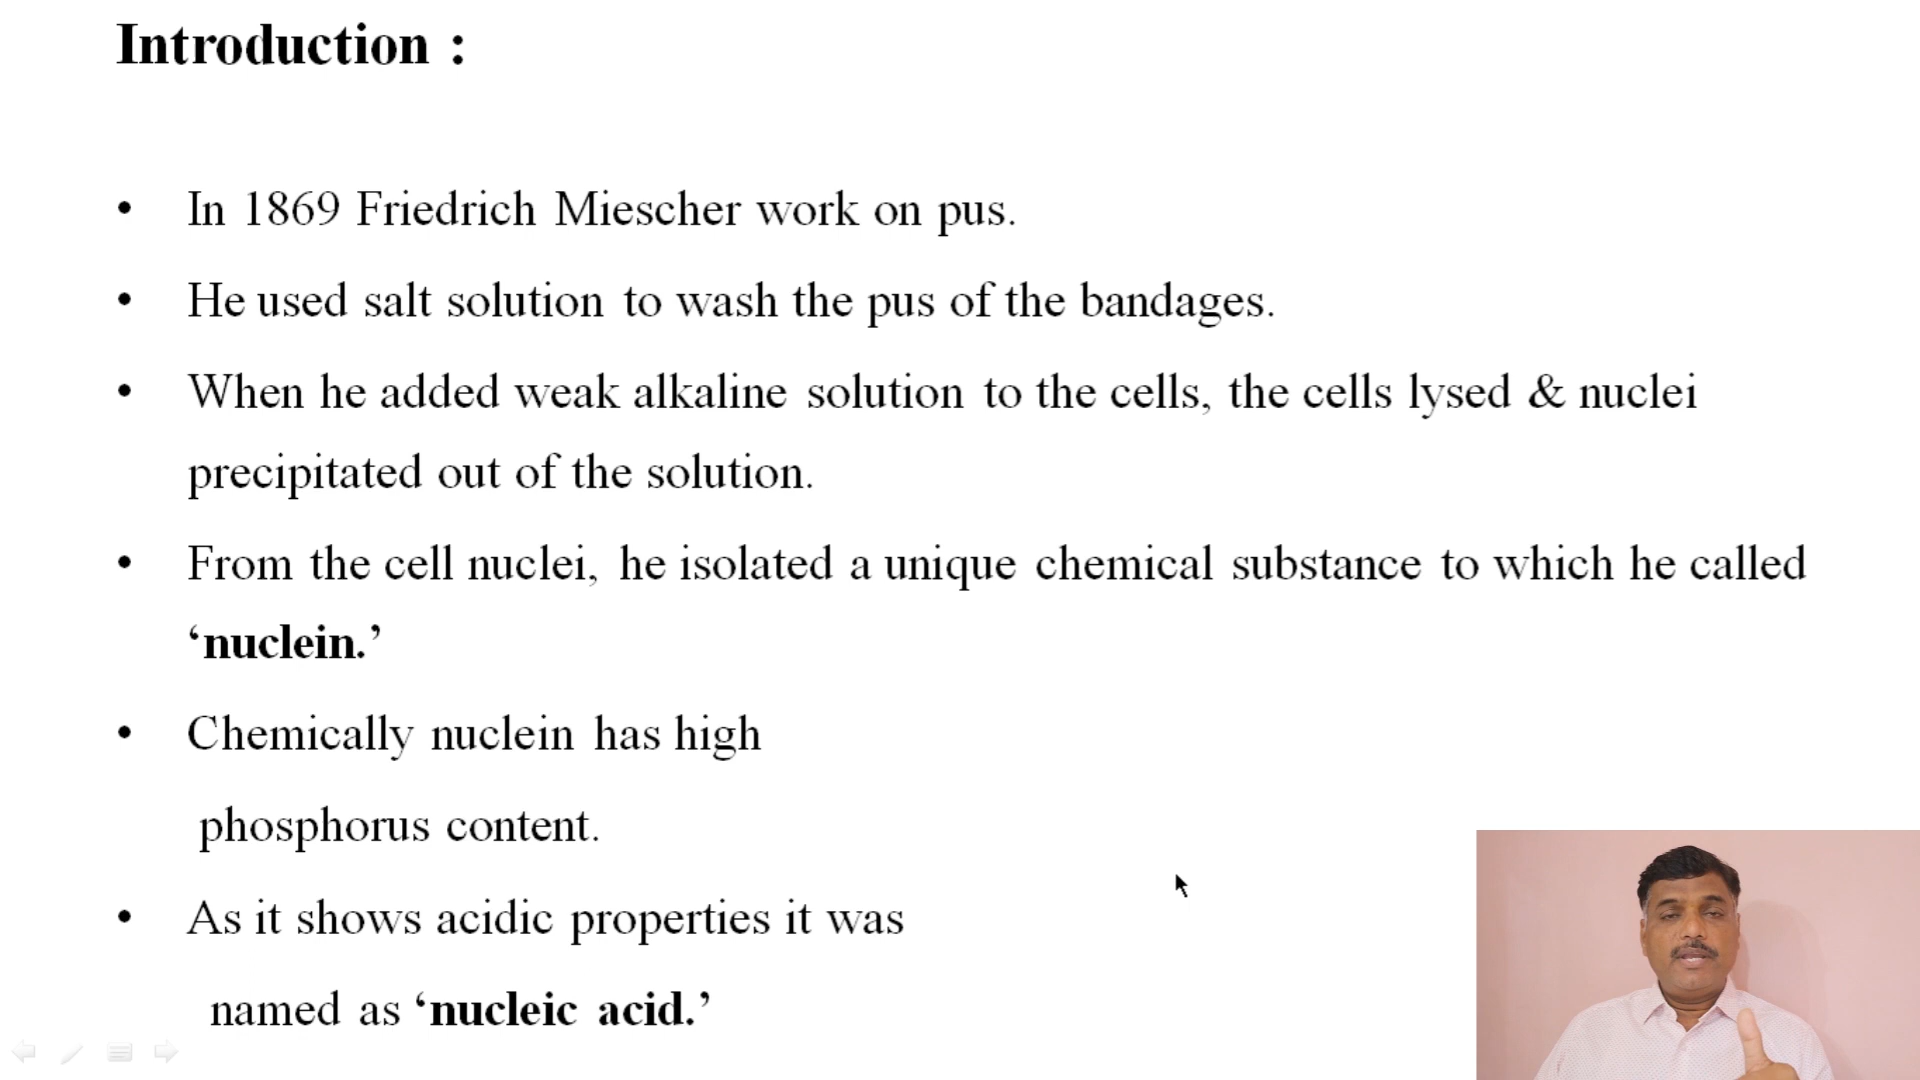 Introduction :
• In 1869 Friedrich Miescher work on pus.
• He used salt solution to wash the pus of the bandages.
• When he added weak alkaline solution to the cells, the cells lysed & nuclei
precipitated out of the solution.
• From the cell nuclei, he isolated a unique chemical substance to which he called
‘nuclein.’
• Chemically nuclein has high
phosphorus content.
• As it shows acidic properties it was
named as ‘nucleic acid.’